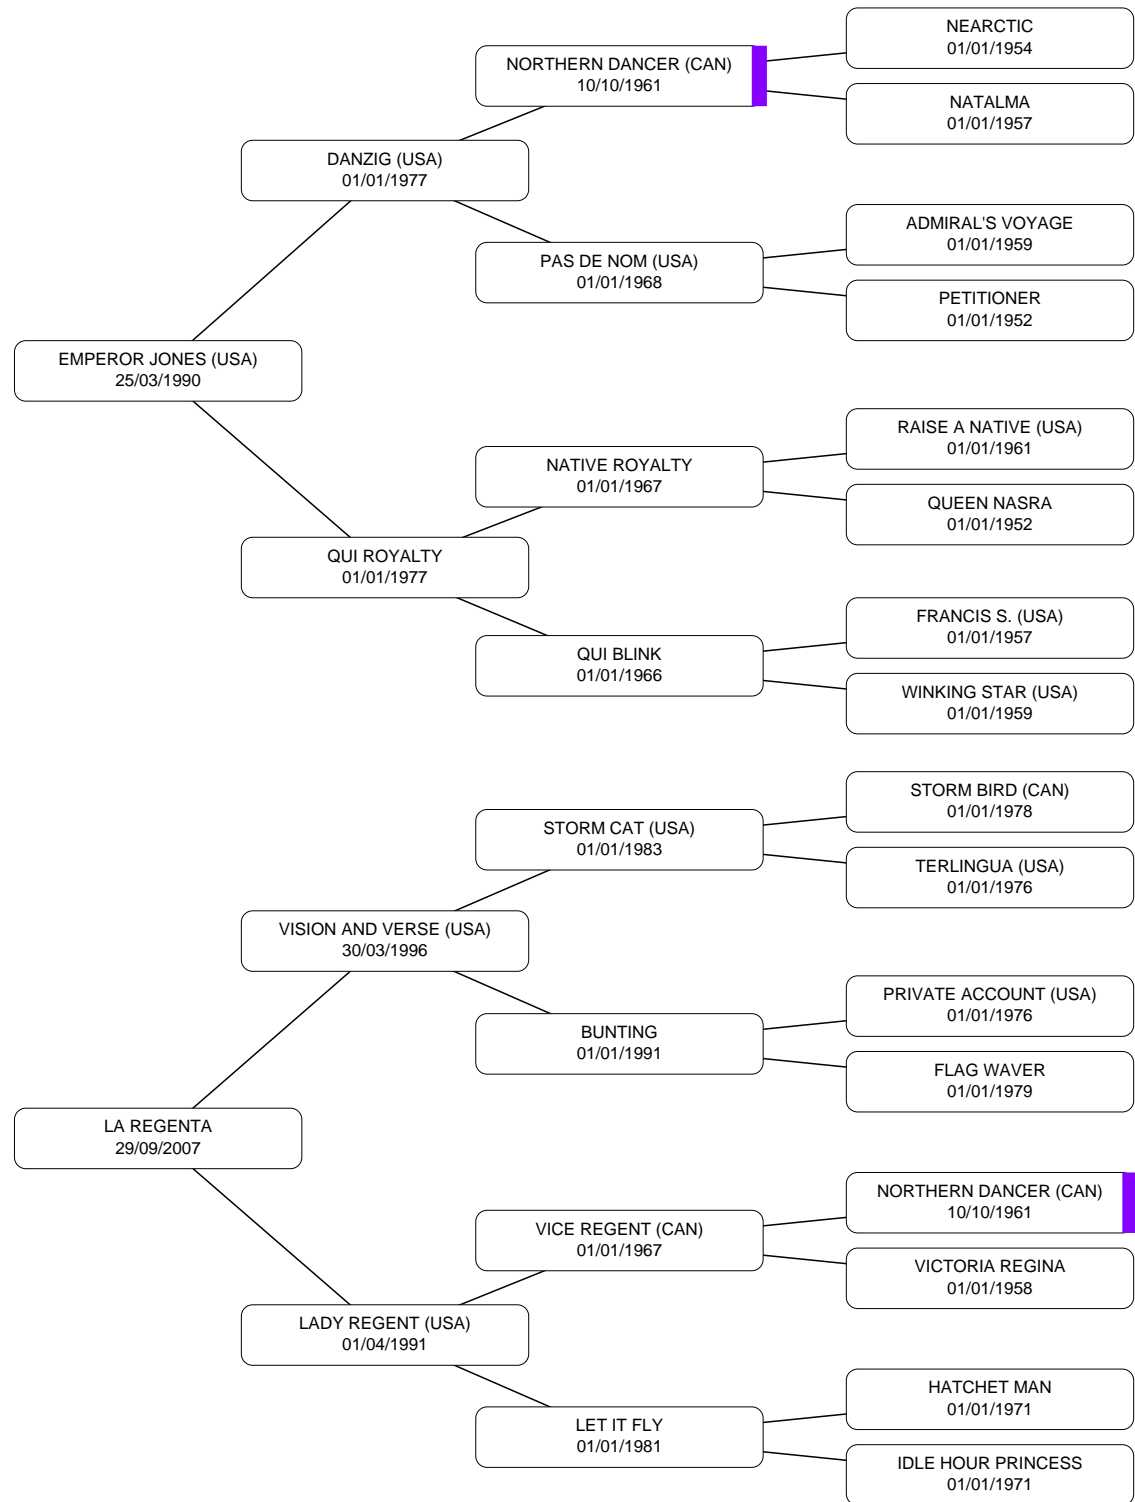 NEARCTIC
01/01/1954
NORTHERN DANCER (CAN)
10/10/1961
NATALMA
01/01/1957
DANZIG (USA)
01/01/1977
ADMIRAL'S VOYAGE
01/01/1959
PAS DE NOM (USA)
01/01/1968
PETITIONER
01/01/1952
EMPEROR JONES (USA)
25/03/1990
RAISE A NATIVE (USA)
01/01/1961
NATIVE ROYALTY
01/01/1967
QUEEN NASRA
01/01/1952
QUI ROYALTY
01/01/1977
FRANCIS S. (USA)
01/01/1957
QUI BLINK
01/01/1966
WINKING STAR (USA)
01/01/1959
STORM BIRD (CAN)
01/01/1978
STORM CAT (USA)
01/01/1983
TERLINGUA (USA)
01/01/1976
VISION AND VERSE (USA)
30/03/1996
PRIVATE ACCOUNT (USA)
01/01/1976
BUNTING
01/01/1991
FLAG WAVER
01/01/1979
LA REGENTA
29/09/2007
NORTHERN DANCER (CAN)
10/10/1961
VICE REGENT (CAN)
01/01/1967
VICTORIA REGINA
01/01/1958
LADY REGENT (USA)
01/04/1991
HATCHET MAN
01/01/1971
LET IT FLY
01/01/1981
IDLE HOUR PRINCESS
01/01/1971